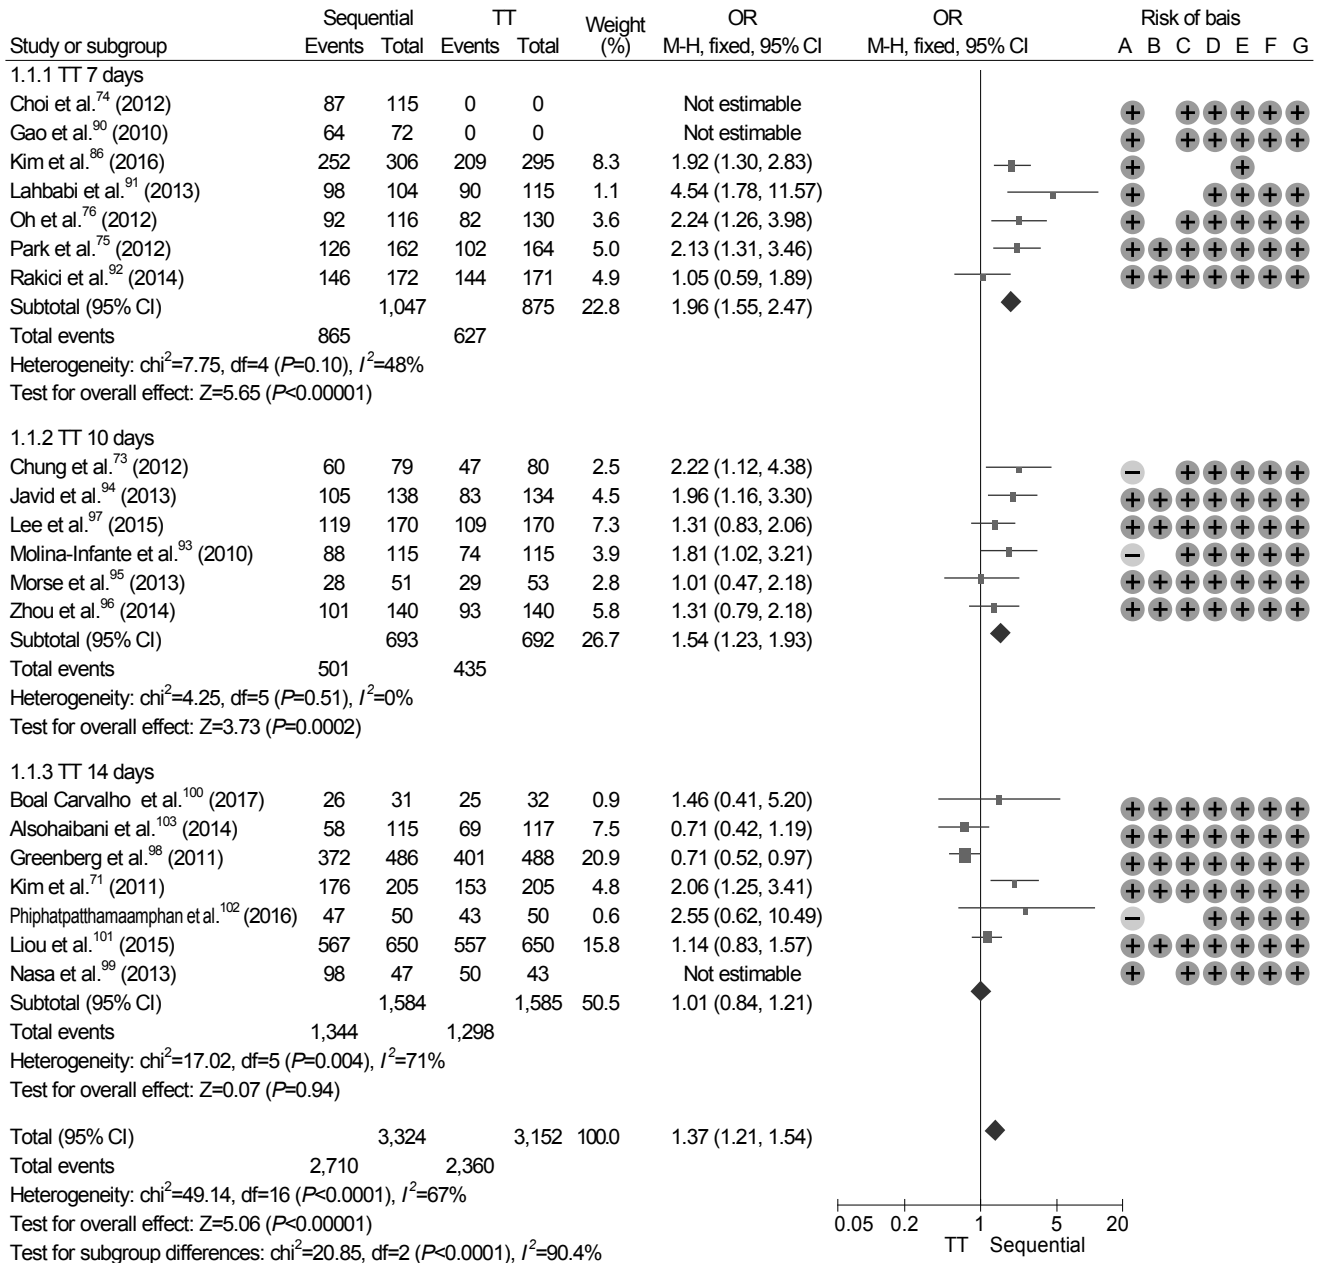 Sequential TT Weight OR OR Risk of bais
Study or subgroup Events Total Events Total (%) M-H, fixed, 95% CI M-H, fixed, 95% CI A B C D E F G
1.1.1 TT 7 days
Choi et al.74 (2012) 87 115 0 0 Not estimable + + + + + +
Gao et al.90 (2010) 64 72 0 0 Not estimable + + + + + +
Kim et al.86 (2016) 252 306 209 295 8.3 1.92 (1.30, 2.83) + +
Lahbabi et al.91 (2013) 98 104 90 115 1.1 4.54 (1.78, 11.57) + + + + +
Oh et al.76 (2012) 92 116 82 130 3.6 2.24 (1.26, 3.98) + + + + + +
Park et al.75 (2012) 126 162 102 164 5.0 2.13 (1.31, 3.46) + + + + + + +
Rakici et al.92 (2014) 146 172 144 171 4.9 1.05 (0.59, 1.89) + + + + + + +
Subtotal (95% CI) 1,047 875 22.8 1.96 (1.55, 2.47)
Total events 865 627
Heterogeneity: chi2=7.75, df=4 (P=0.10), I2=48%
Test for overall effect: Z=5.65 (P<0.00001)
1.1.2 TT 10 days
Chung et al.73 (2012) 60 79 47 80 2.5 2.22 (1.12, 4.38) − + + + + +
Javid et al.94 (2013) 105 138 83 134 4.5 1.96 (1.16, 3.30) + + + + + + +
Lee et al.97 (2015) 119 170 109 170 7.3 1.31 (0.83, 2.06) + + + + + + +
Molina-Infante et al.93 (2010) 88 115 74 115 3.9 1.81 (1.02, 3.21) − + + + + +
Morse et al.95 (2013) 28 51 29 53 2.8 1.01 (0.47, 2.18) + + + + + + +
Zhou et al.96 (2014) 101 140 93 140 5.8 1.31 (0.79, 2.18) + + + + + + +
Subtotal (95% CI) 693 692 26.7 1.54 (1.23, 1.93)
Total events 501 435
Heterogeneity: chi2=4.25, df=5 (P=0.51), I2=0%
Test for overall effect: Z=3.73 (P=0.0002)
1.1.3 TT 14 days
Boal Carvalho et al.100 (2017) 26 31 25 32 0.9 1.46 (0.41, 5.20) + + + + + + +
Alsohaibani et al.103 (2014) 58 115 69 117 7.5 0.71 (0.42, 1.19) + + + + + + +
Greenberg et al.98 (2011) 372 486 401 488 20.9 0.71 (0.52, 0.97) + + + + + + +
Kim et al.71 (2011) 176 205 153 205 4.8 2.06 (1.25, 3.41) + + + + + + +
Phiphatpatthamaamphan et al.102 (2016) 47 50 43 50 0.6 2.55 (0.62, 10.49) − + + + +
Liou et al.101 (2015) 567 650 557 650 15.8 1.14 (0.83, 1.57) + + + + + + +
Nasa et al.99 (2013) 98 47 50 43 Not estimable + + + + + +
Subtotal (95% CI) 1,584 1,585 50.5 1.01 (0.84, 1.21)
Total events 1,344 1,298
Heterogeneity: chi2=17.02, df=5 (P=0.004), I2=71%
Test for overall effect: Z=0.07 (P=0.94)
Total (95% CI) 3,324 3,152 100.0 1.37 (1.21, 1.54)
Total events 2,710 2,360
Heterogeneity: chi2=49.14, df=16 (P<0.0001), I2=67%
Test for overall effect: Z=5.06 (P<0.00001)
Test for subgroup differences: chi2=20.85, df=2 (P<0.0001), I2=90.4%
0.05 0.2 1 5 20
TT Sequential